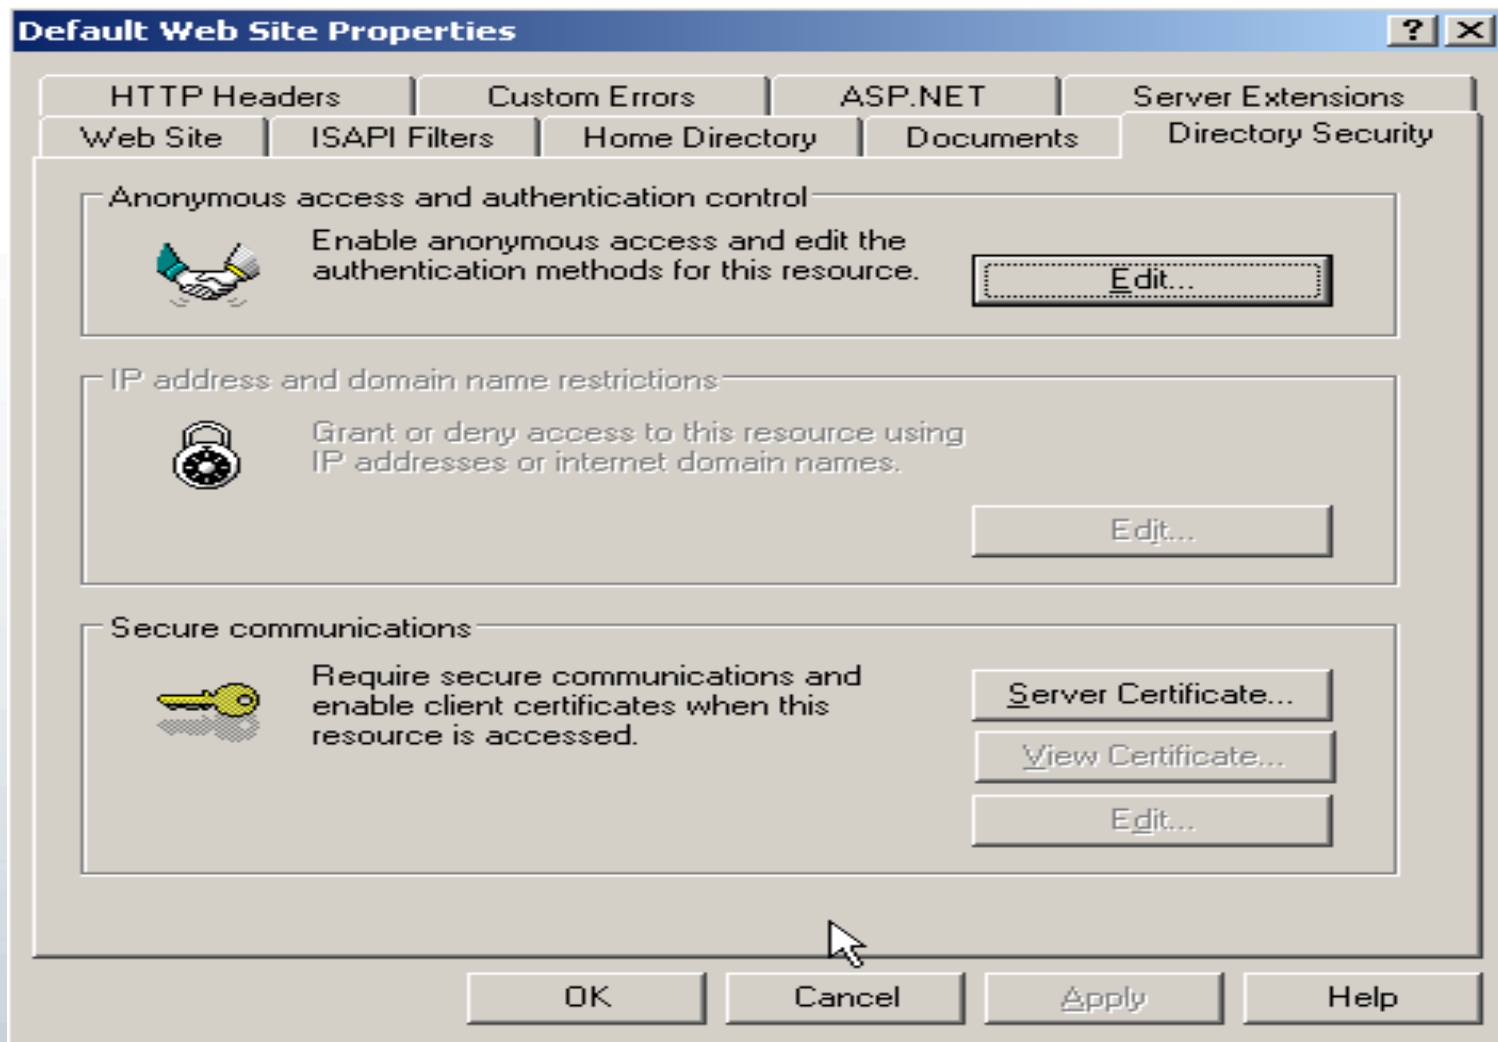 Default Web Site Properties
HTTP Headers Custom Errors ASP.NET Server Extensions
Web Site ISAPI Filters Home Directory Documents Directory Security
Anonymous access and authentication control
Enable anonymous access and edit the
authentication methods for this resource.
Edit...
IP address and domain name restrictions
Grant or deny access to this resource using
IP addresses or internet domain names.
Edit...
Secure communications
Require secure communications and
enable client certificates when this
resource is accessed.
Server Certificate...
View Certificate...
Edit...
OK Cancel Apply Help